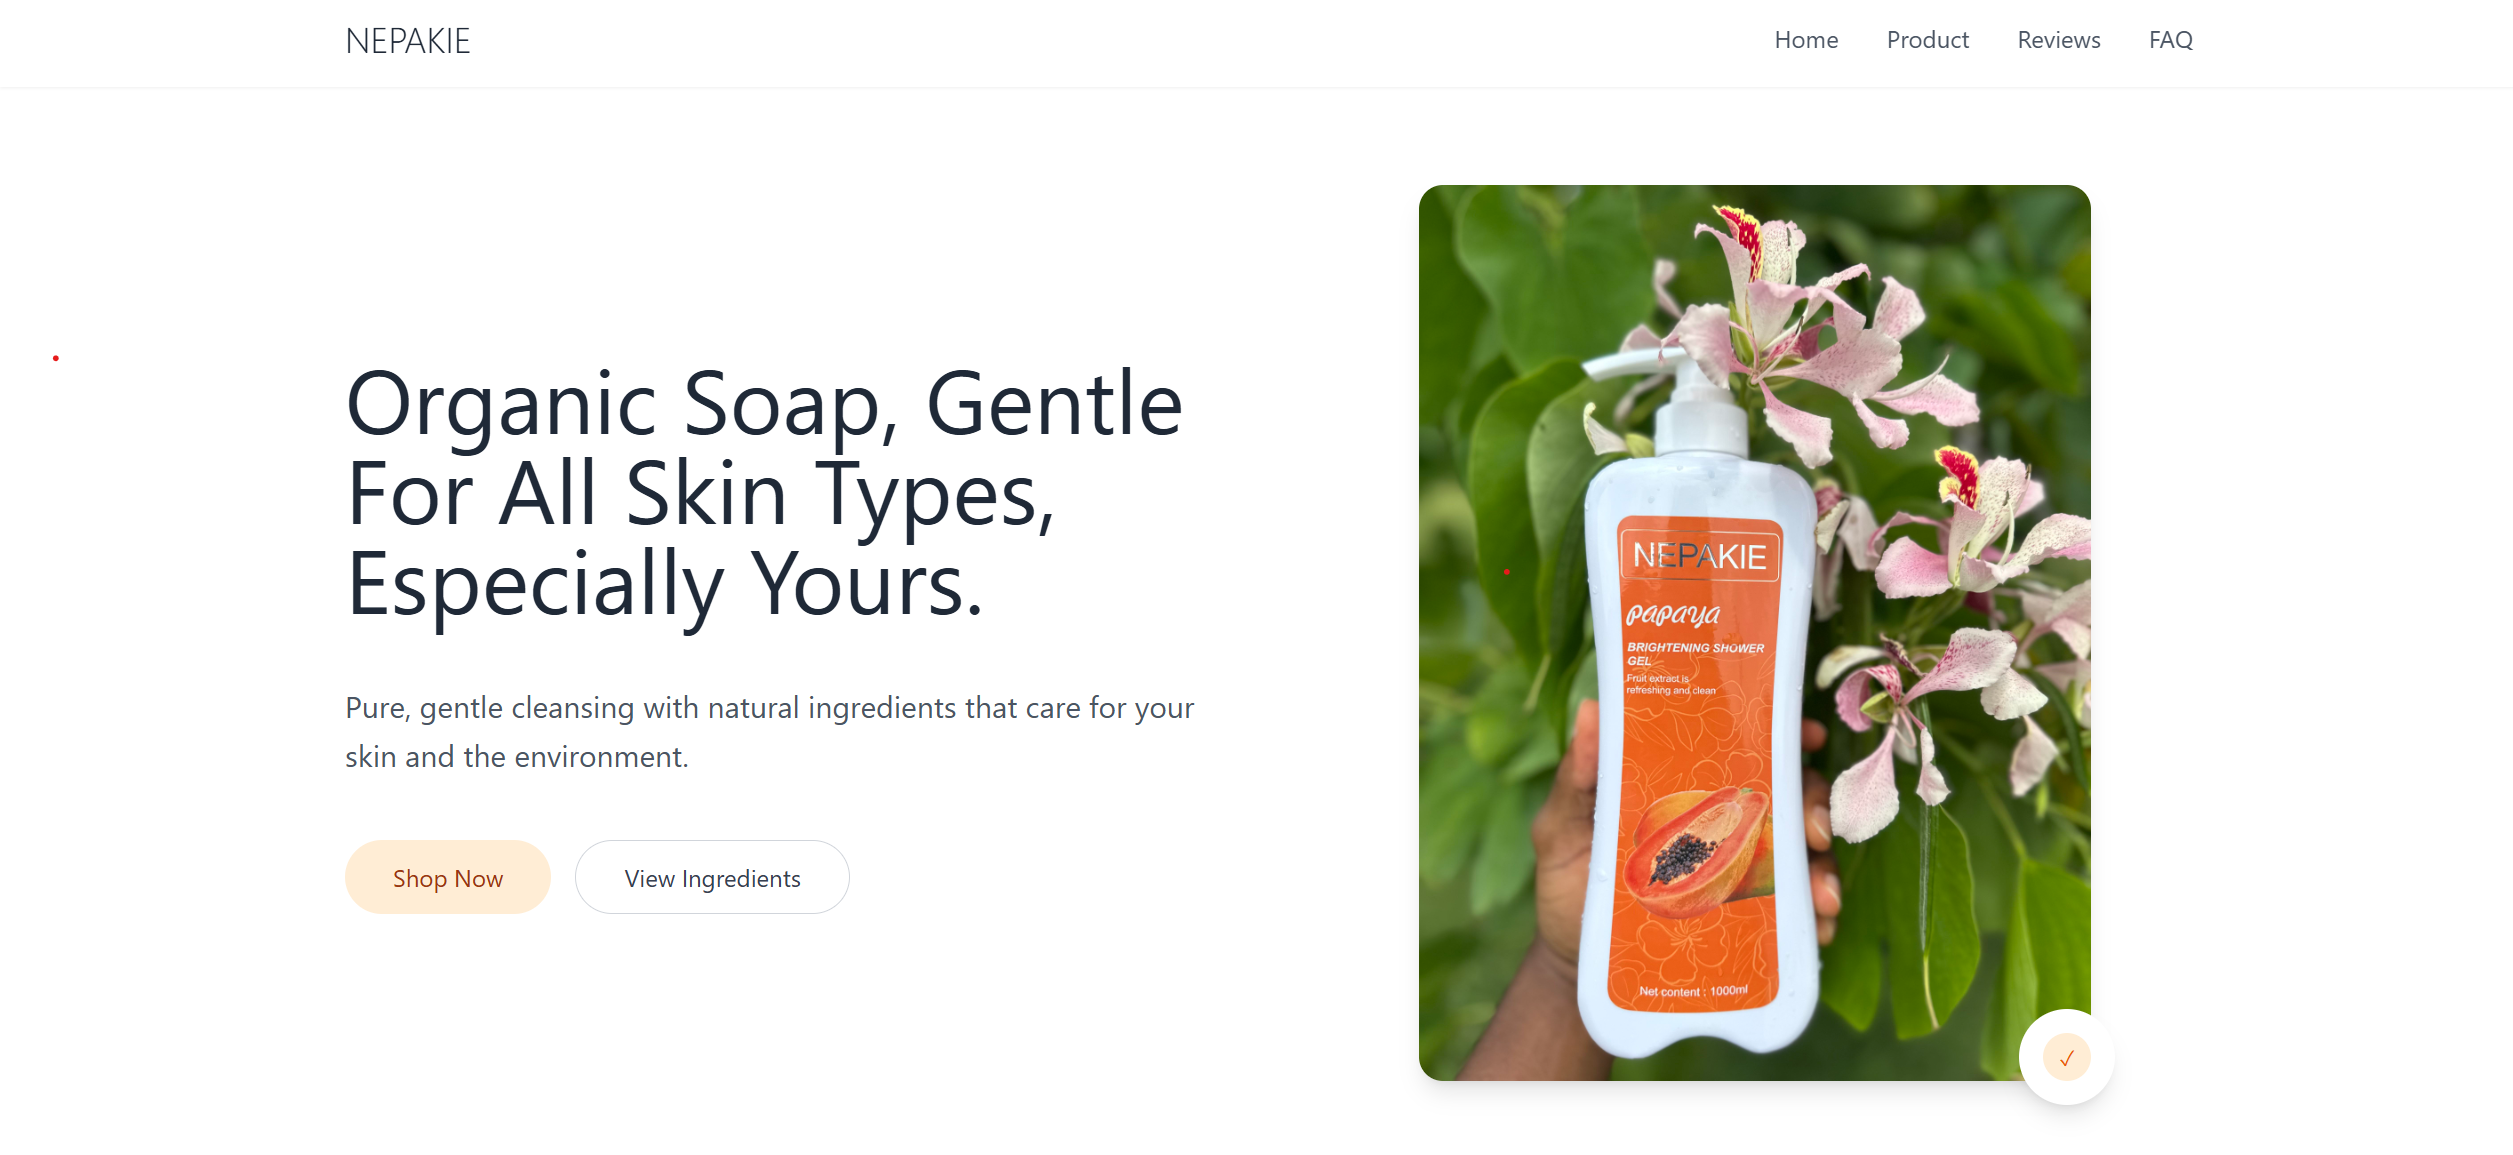 NEPAKIE
Home Product Reviews FAQ
Organic Soap, Gentle
For All Skin Types,
Especially Yours.
Pure, gentle cleansing with natural ingredients that care for your
skin and the environment.
Shop Now
View Ingredients
NEPAKIE
papaya
BRIGHTENING SHOWER
GEL
Fruit extract is
refreshing and clean
Net content : 1000ml